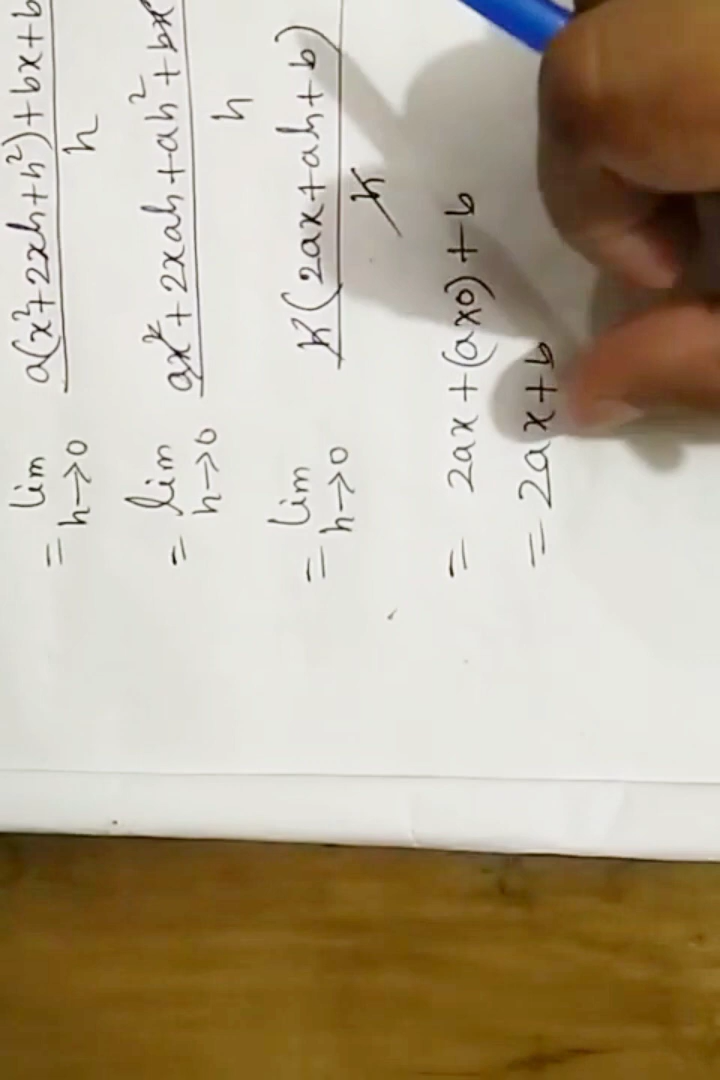 = lim h→0 a(x²+2xh+h²)+bx+b / h
= lim h→0 ax²+2xah+ah²+bx / h
= lim h→0 h(2ax+ah+b) / h
= 2ax+(a×0)+b
= 2ax+b